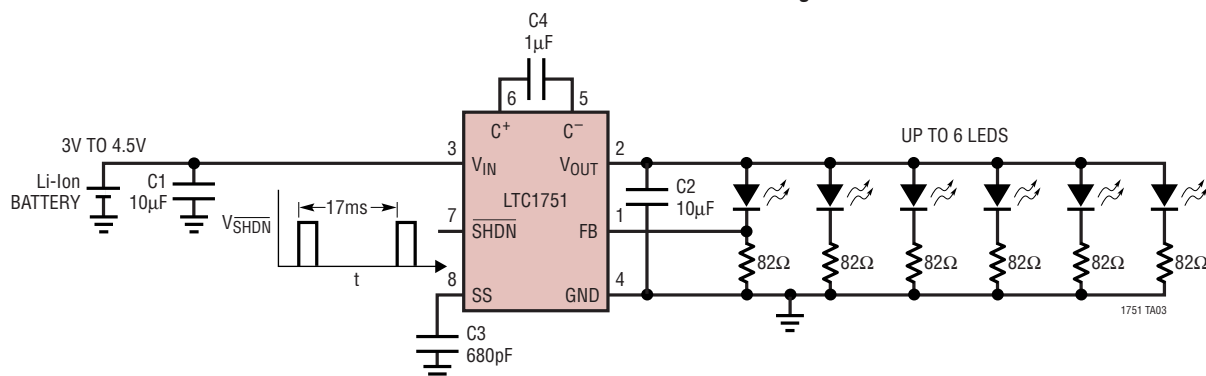 C4
1µF
6
5
C+
C−
3V TO 4.5V
3
VIN
VOUT
2
UP TO 6 LEDS
Li-Ion
BATTERY
C1
10µF
LTC1751
C2
10µF
VSHDN
17ms
t
7
SHDN
FB
1
82Ω
82Ω
82Ω
82Ω
82Ω
82Ω
8
SS
GND
4
C3
680pF
1751 TA03